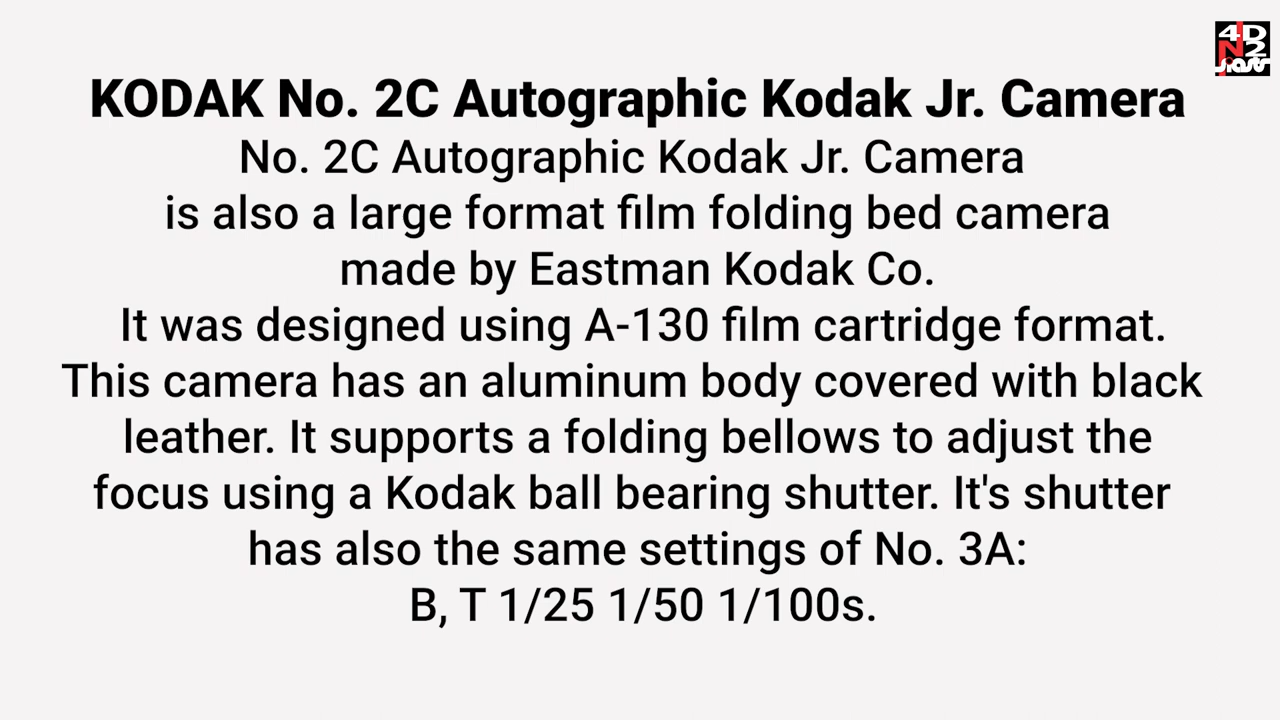 4D
N2
KODAK No. 2C Autographic Kodak Jr. Camera
No. 2C Autographic Kodak Jr. Camera
is also a large format film folding bed camera
made by Eastman Kodak Co.
It was designed using A-130 film cartridge format.
This camera has an aluminum body covered with black
leather. It supports a folding bellows to adjust the
focus using a Kodak ball bearing shutter. It's shutter
has also the same settings of No. 3A:
B, T 1/25 1/50 1/100s.